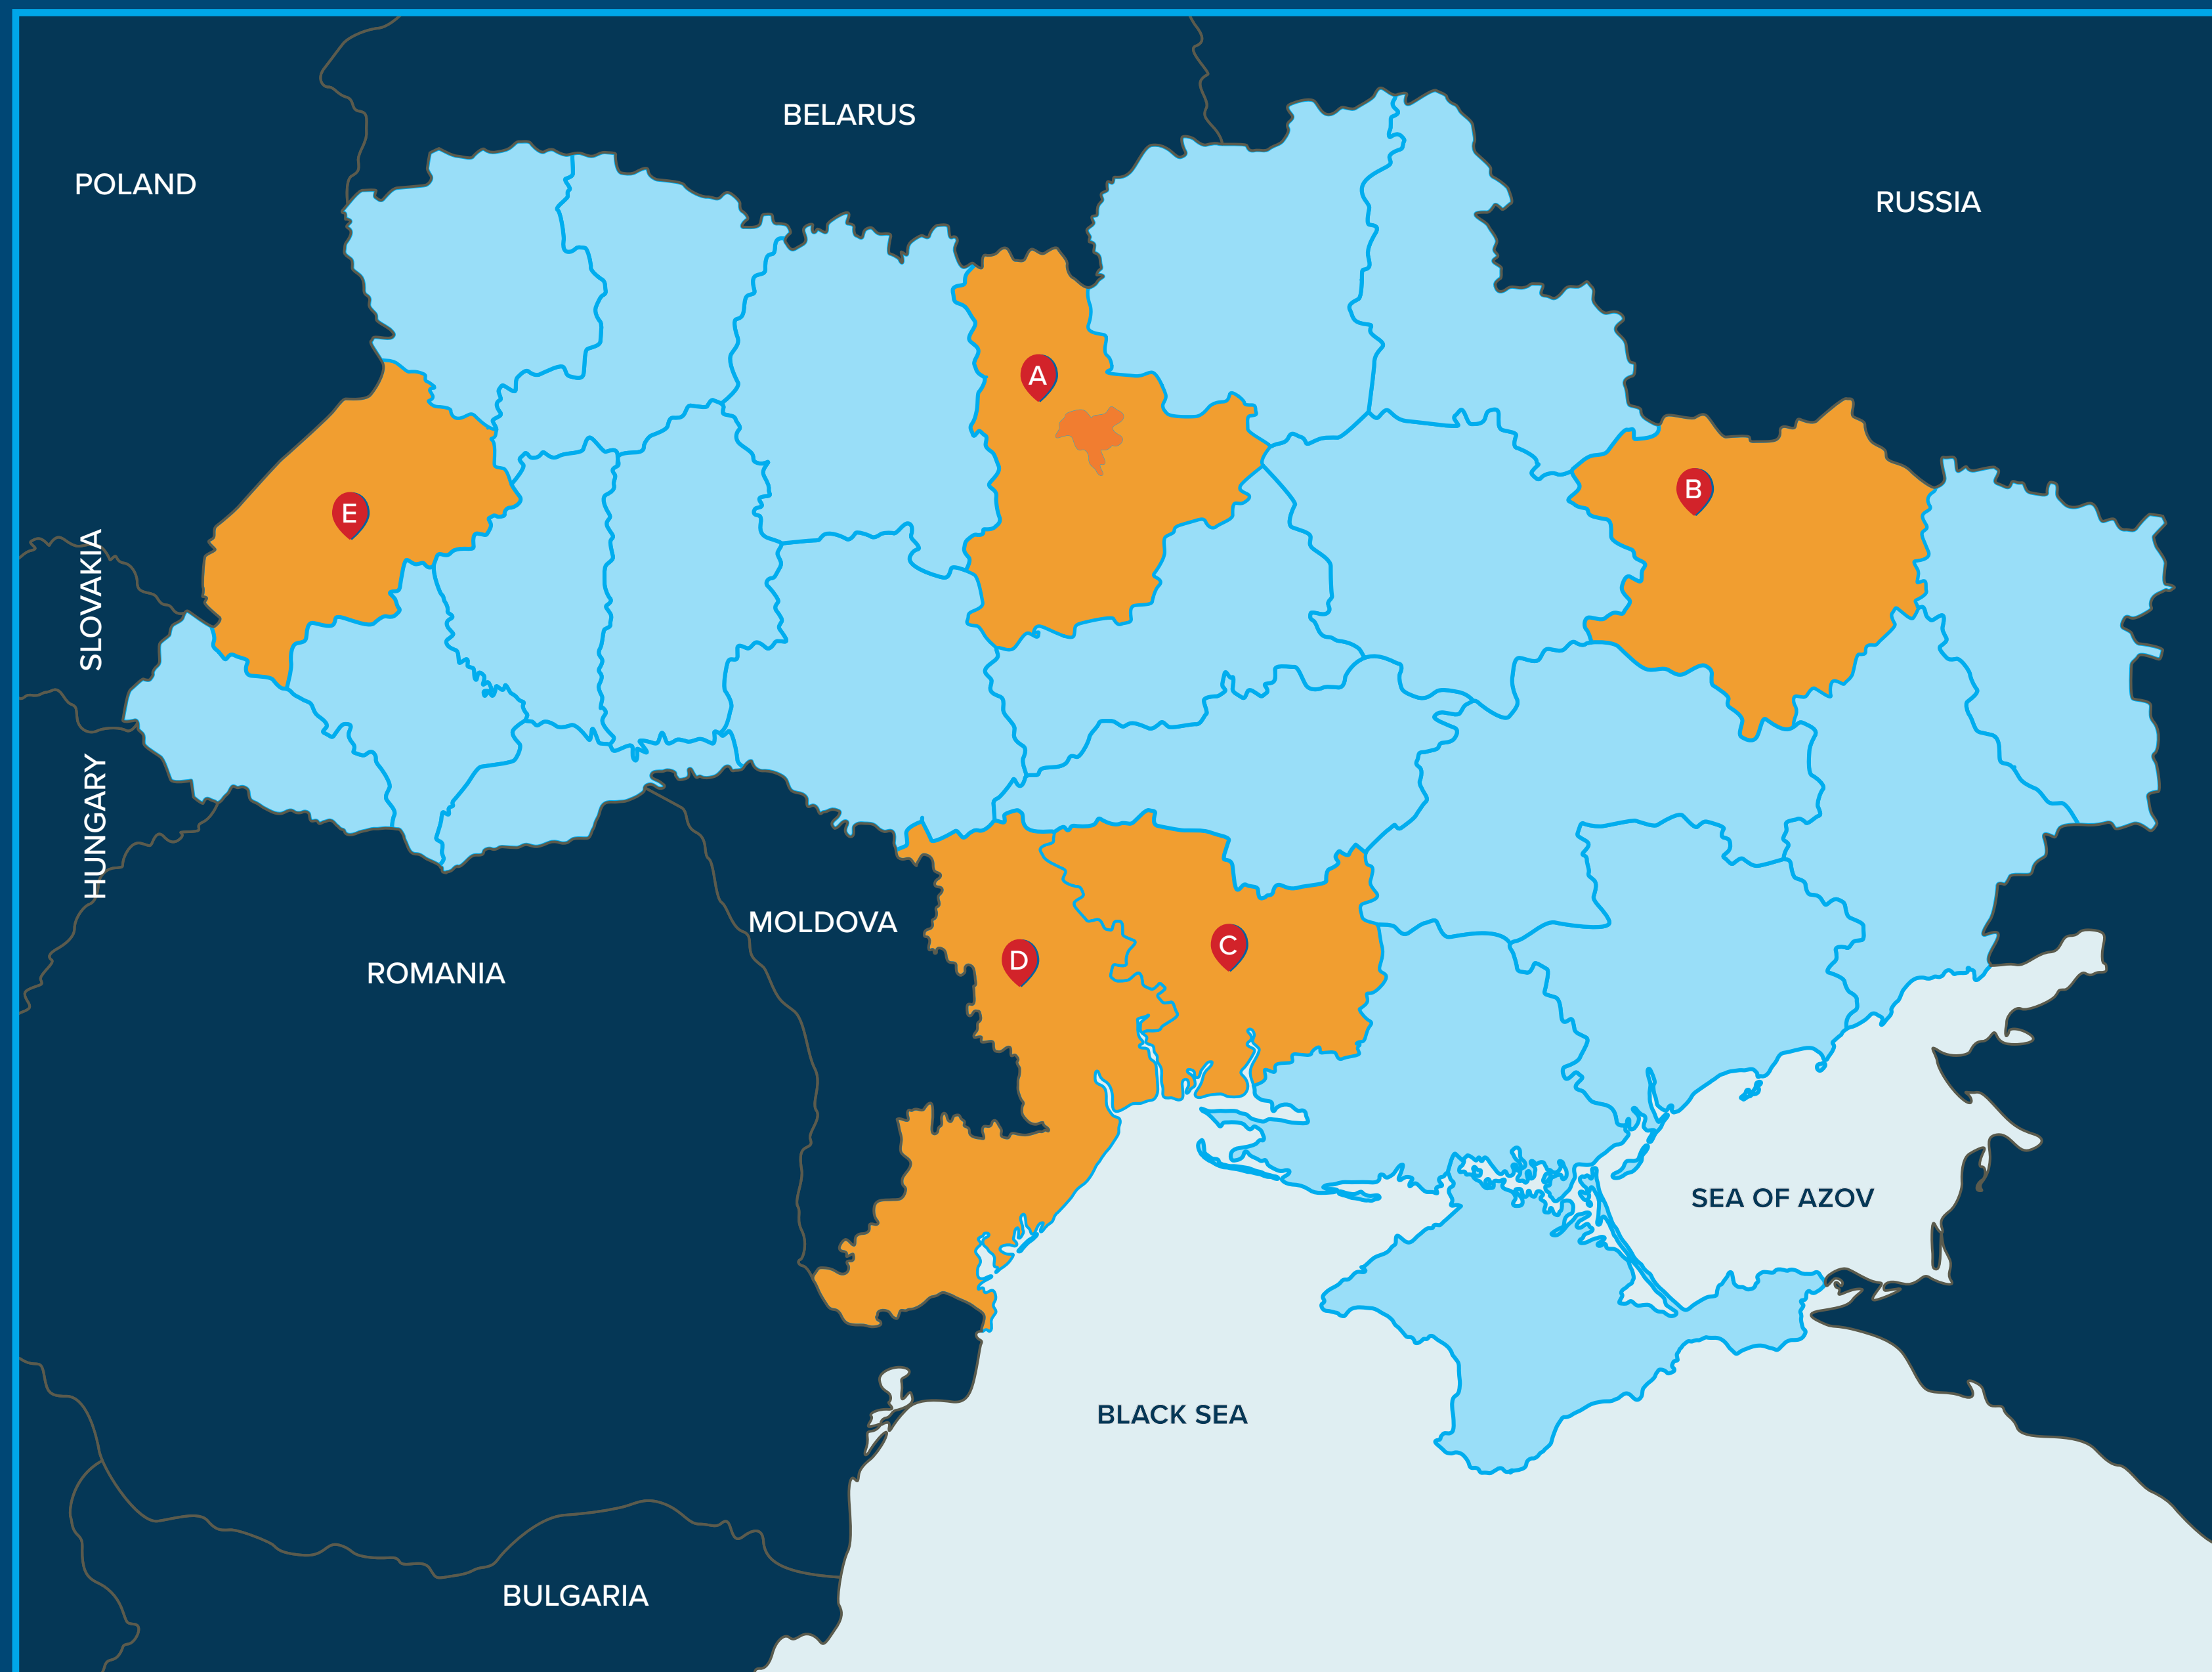 BELARUS
POLAND
RUSSIA
A
B
E
SLOVAKIA
HUNGARY
MOLDOVA
C
D
ROMANIA
SEA OF AZOV
BLACK SEA
BULGARIA